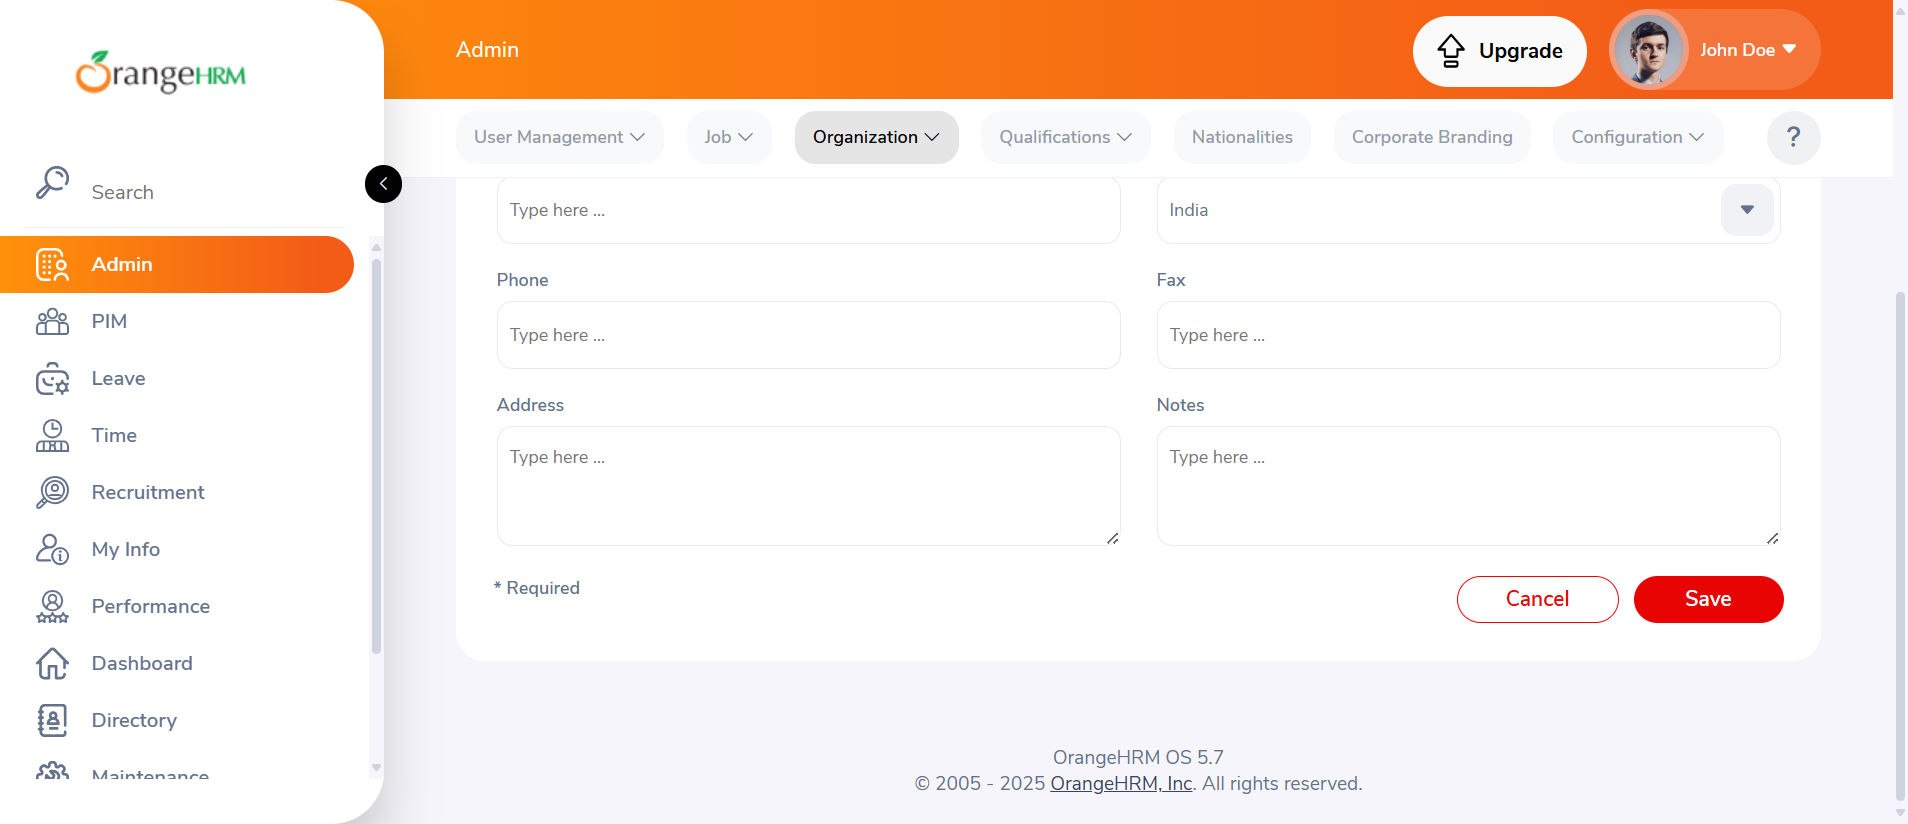 OrangeHRM
Admin
Upgrade
John Doe
User Management
Job
Organization
Qualifications
Nationalities
Corporate Branding
Configuration
?
Search
Admin
PIM
Leave
Time
Recruitment
My Info
Performance
Dashboard
Directory
Maintenance
Type here ...
India
Phone
Fax
Type here ...
Type here ...
Address
Notes
Type here ...
Type here ...
* Required
Cancel
Save
OrangeHRM OS 5.7
© 2005 - 2025 OrangeHRM, Inc. All rights reserved.